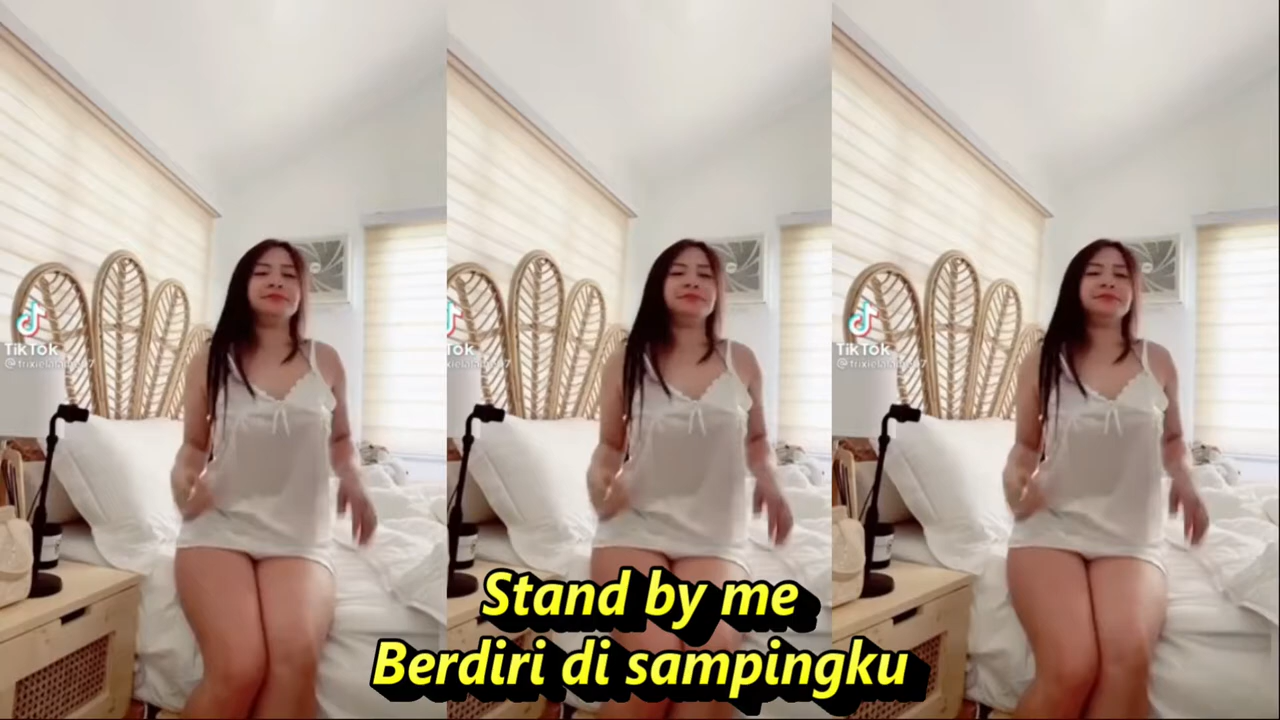 TikTok
TikTok
TikTok
Stand by me
Berdiri di sampingku